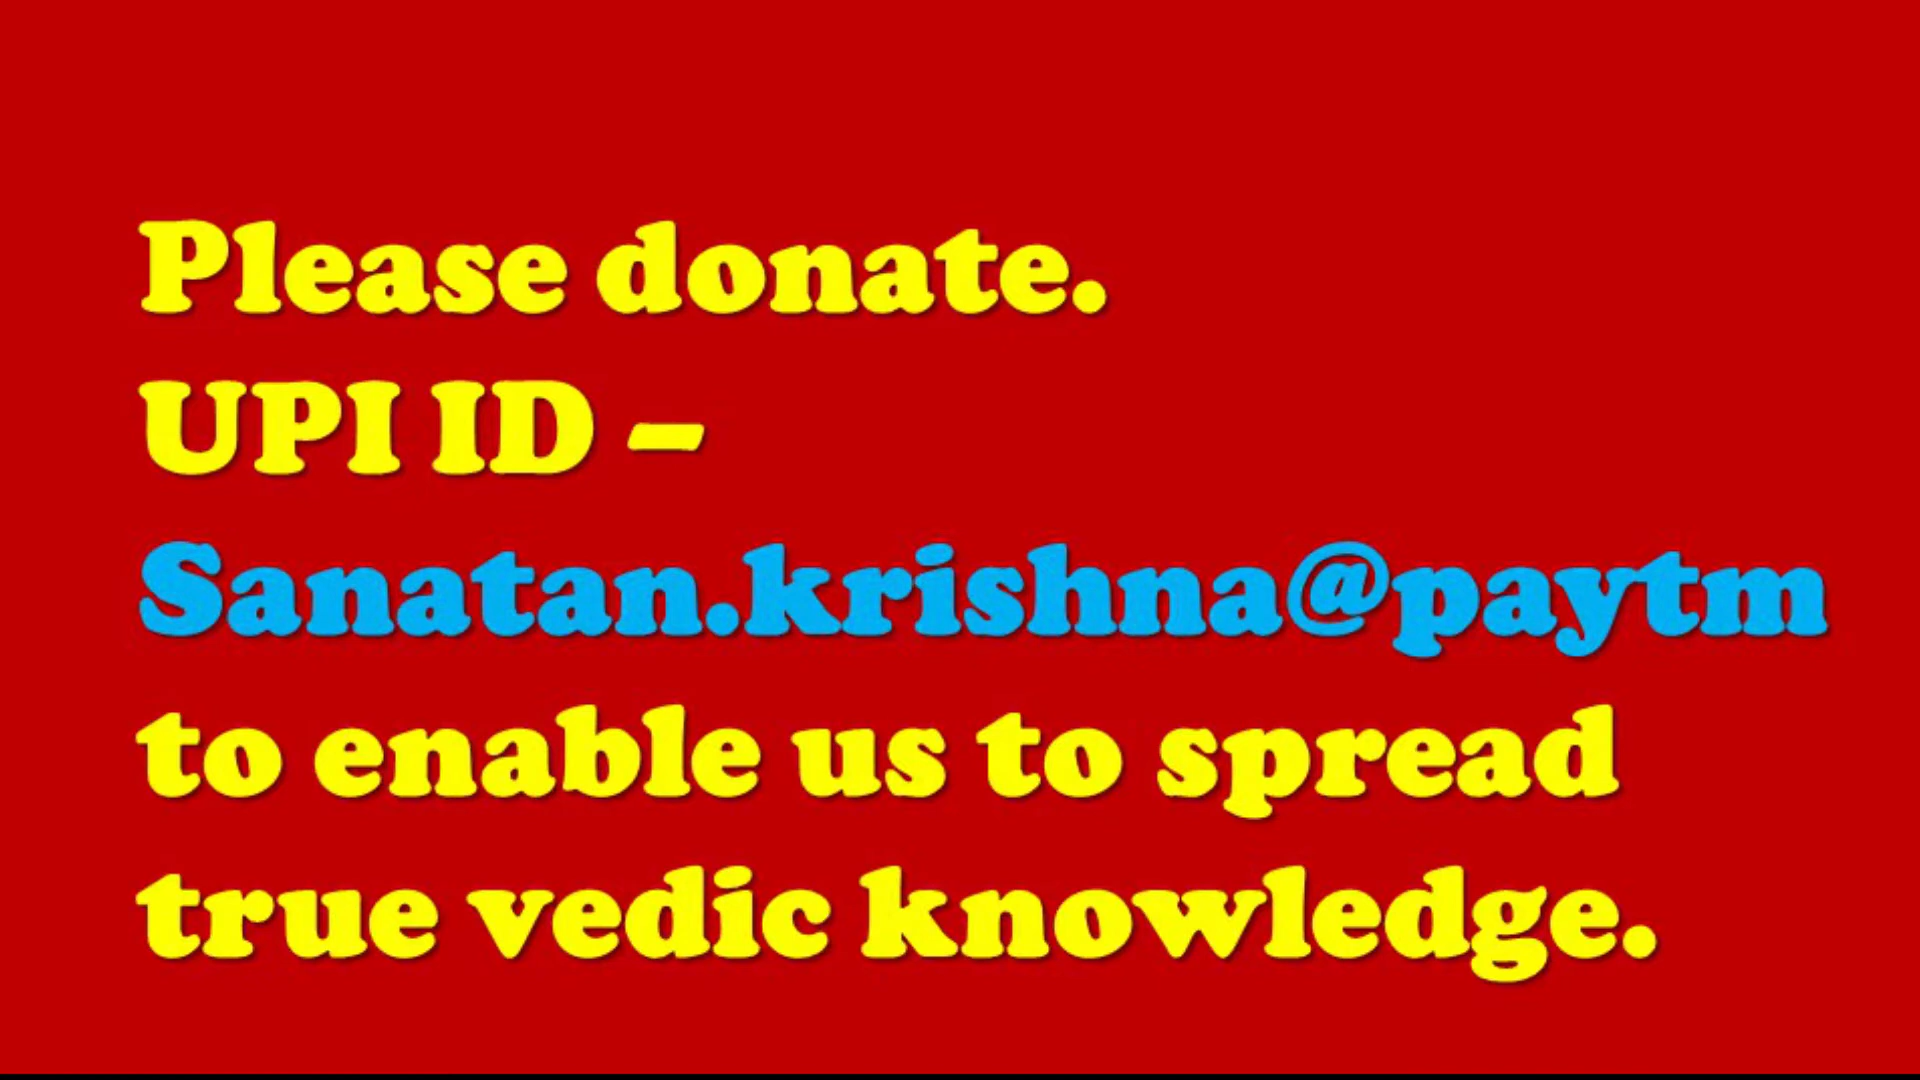 Please donate.
UPI ID –
Sanatan.krishna@paytm
to enable us to spread
true vedic knowledge.